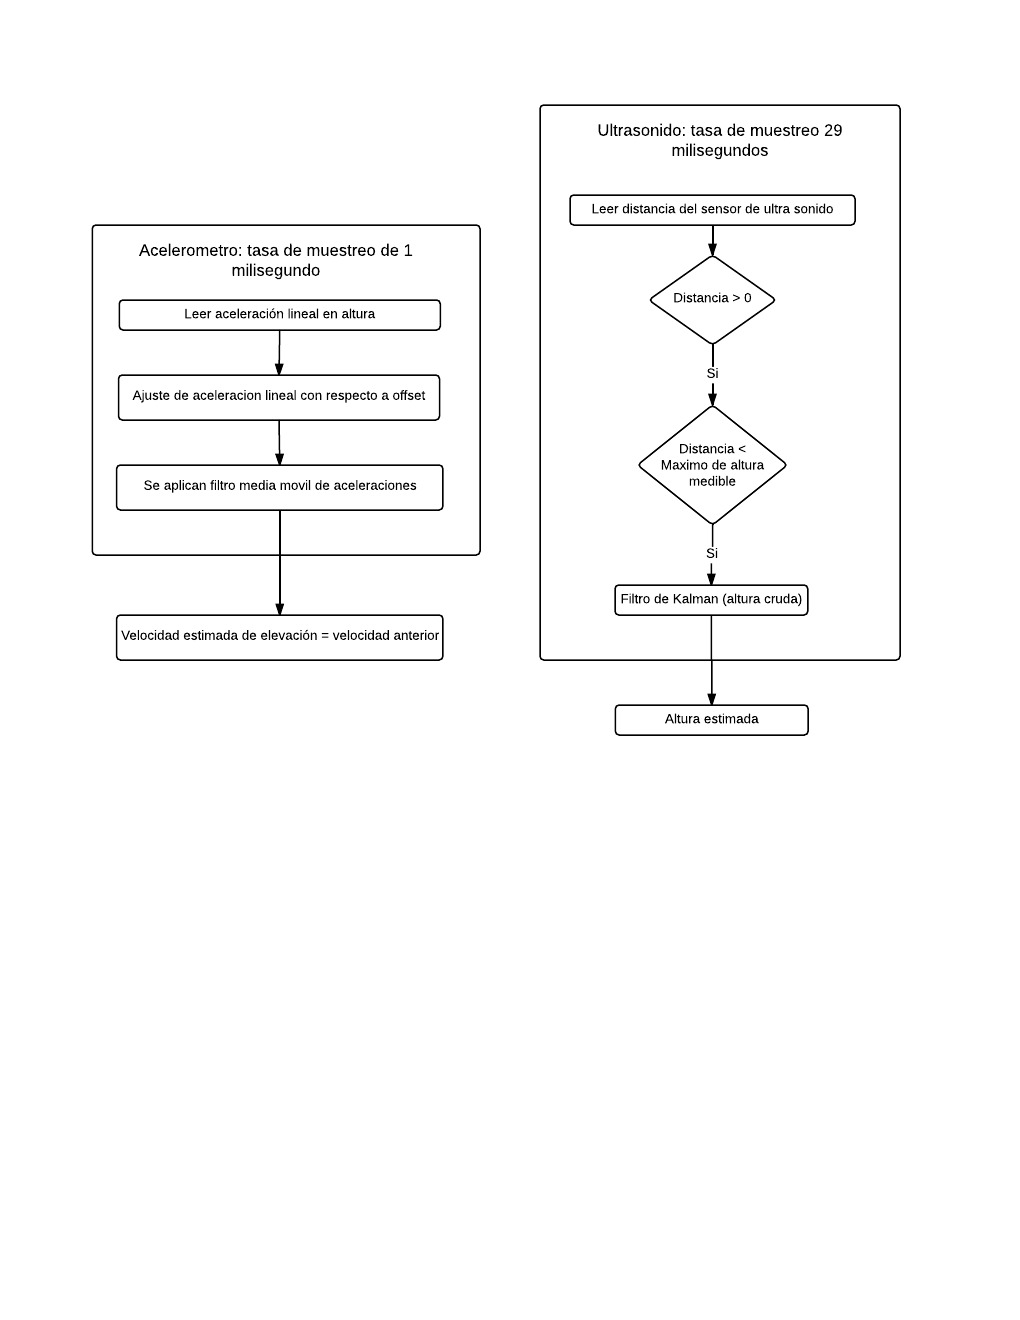 Acelerometro: tasa de muestreo de 1
milisegundo
Leer aceleración lineal en altura
Ajuste de aceleracion lineal con respecto a offset
Se aplican filtro media movil de aceleraciones
Velocidad estimada de elevación = velocidad anterior
Ultrasonido: tasa de muestreo 29
milisegundos
Leer distancia del sensor de ultra sonido
Distancia > 0
Si
Distancia <
Maximo de altura
medible
Si
Filtro de Kalman (altura cruda)
Altura estimada